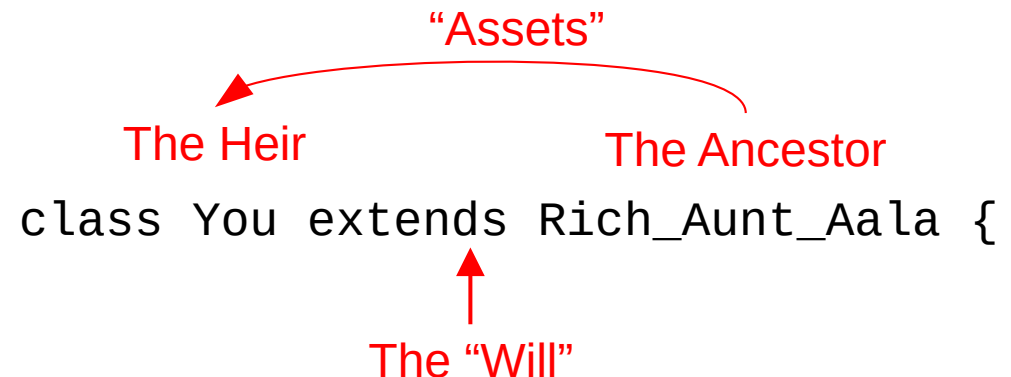 “Assets”
The Heir
The Ancestor
class You extends Rich_Aunt_Aala {
The “Will”